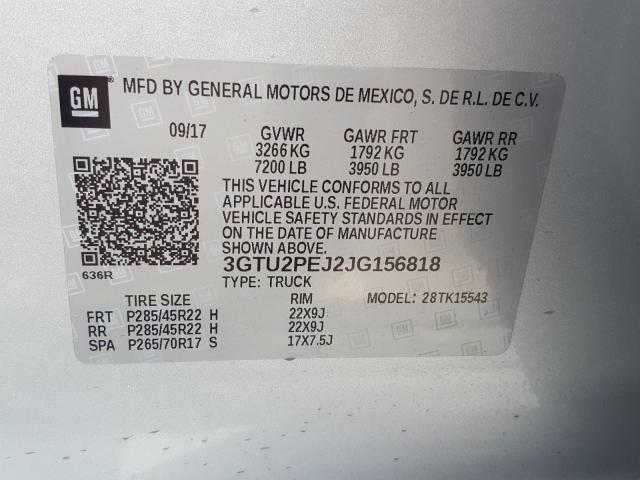 GM
MFD BY GENERAL MOTORS DE MEXICO, S. DE R.L. DE C.V.
09/17 GVWR GAWR FRT GAWR RR
3266 KG 1792 KG 1792 KG
7200 LB 3950 LB 3950 LB
THIS VEHICLE CONFORMS TO ALL
APPLICABLE U.S. FEDERAL MOTOR
VEHICLE SAFETY STANDARDS IN EFFECT
ON THE DATE OF MANUFACTURE
SHOWN ABOVE.
636R
3GTU2PEJ2JG156818
TYPE: TRUCK
TIRE SIZE RIM MODEL: 28TK15543
FRT P285/45R22 H 22X9J
RR P285/45R22 H 22X9J
SPA P265/70R17 S 17X7.5J